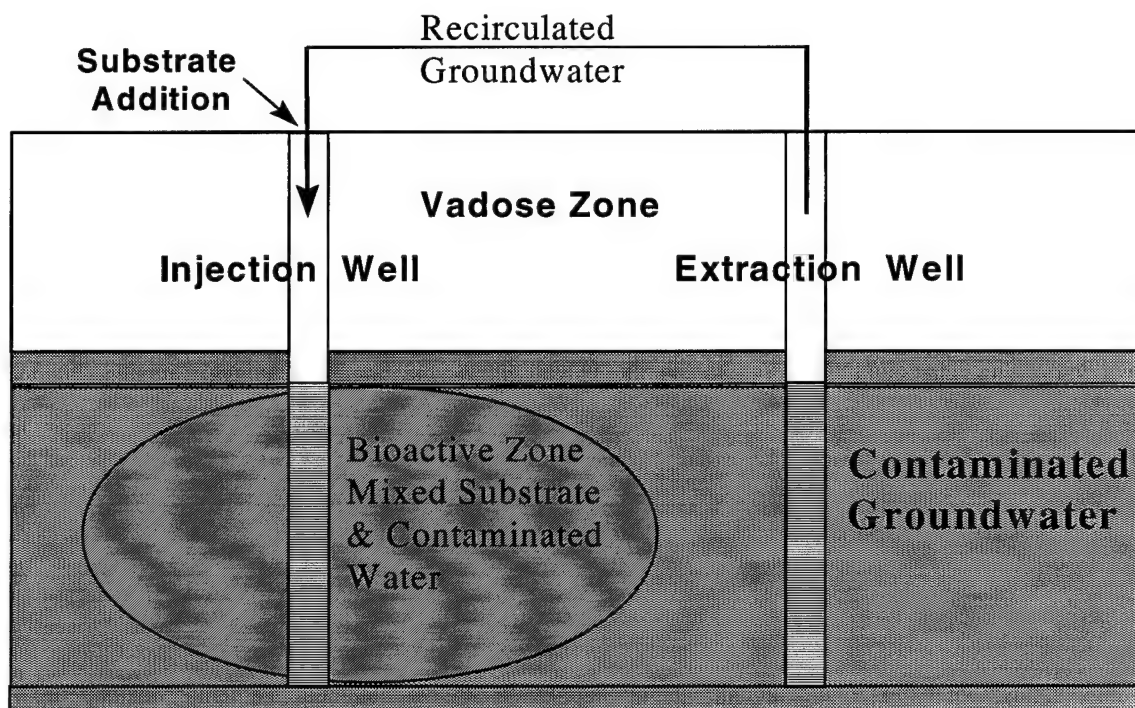 Recirculated
Groundwater
Substrate
Addition
Vadose Zone
Injection Well
Extraction Well
Bioactive Zone
Mixed Substrate
& Contaminated
Water
Contaminated
Groundwater